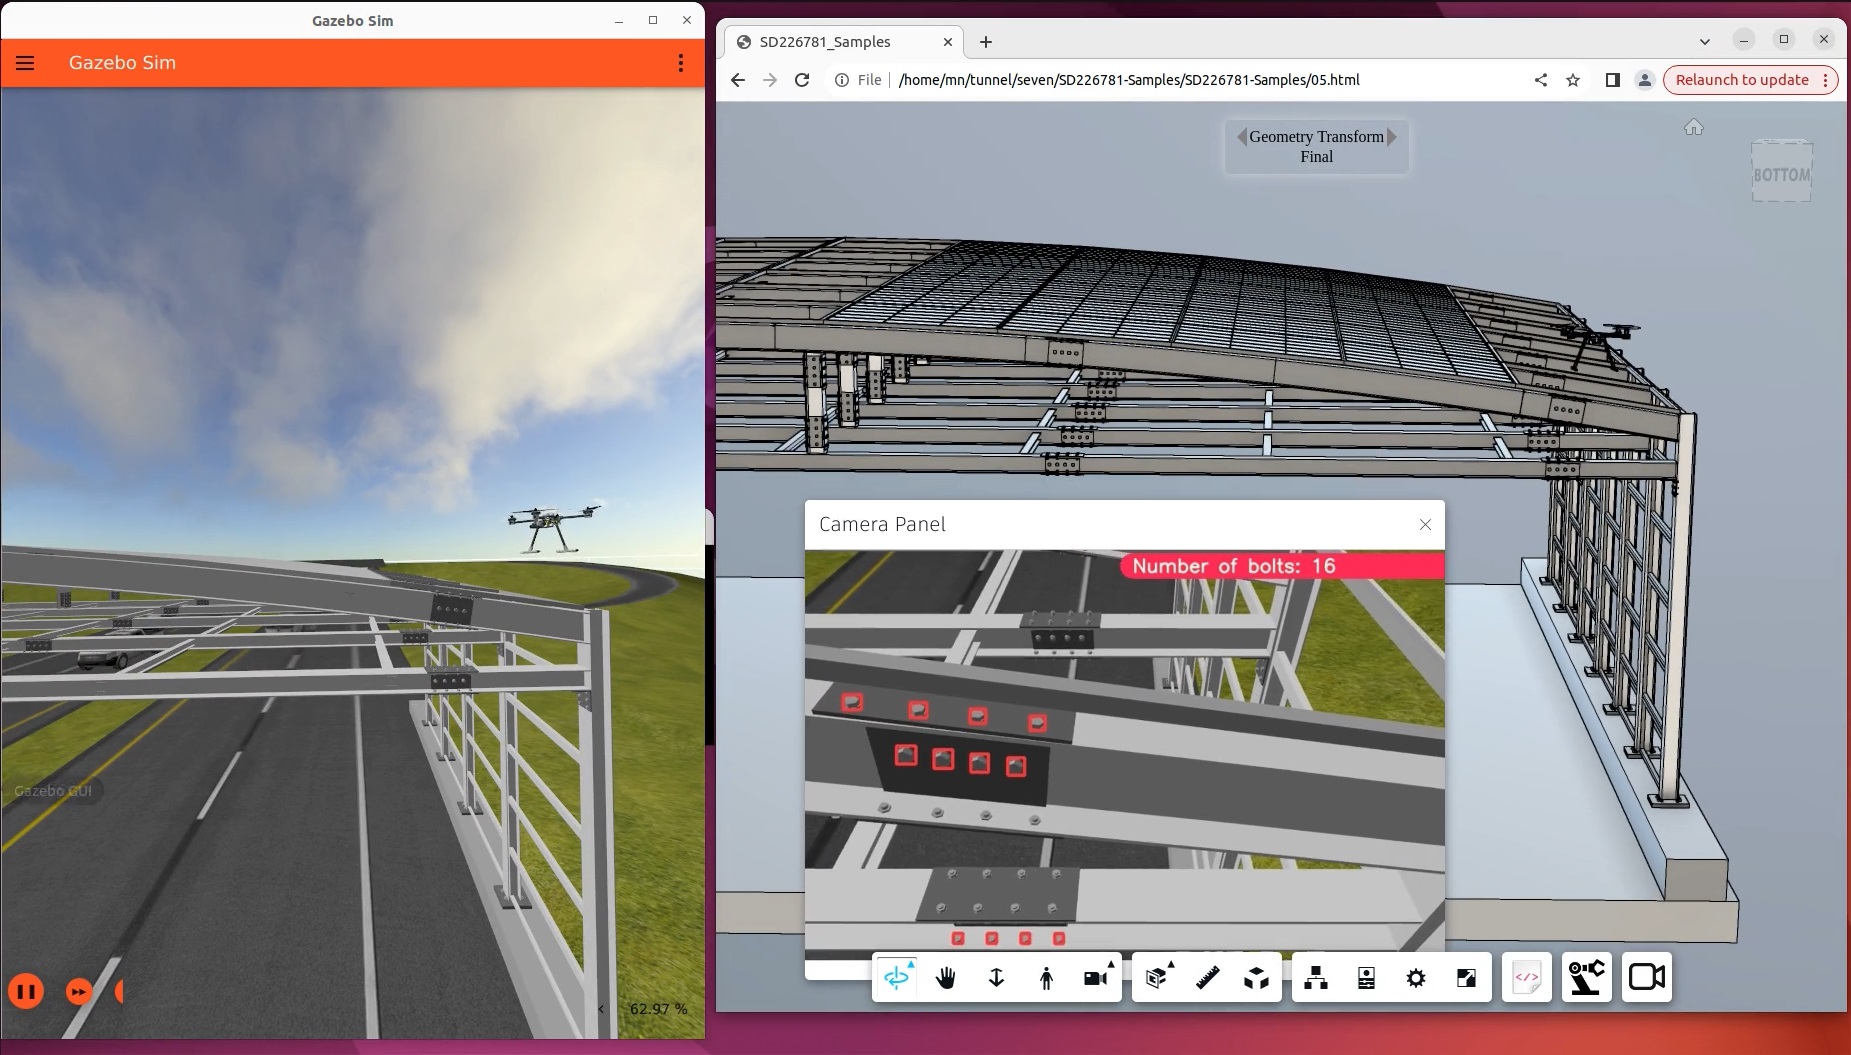 Gazebo Sim
Gazebo Sim
Gazebo GUI
62.97 %
SD226781_Samples
File
/home/mn/tunnel/seven/SD226781-Samples/SD226781-Samples/05.html
Relaunch to update
Geometry Transform
Final
BOTTOM
Camera Panel
Number of bolts: 16
</>